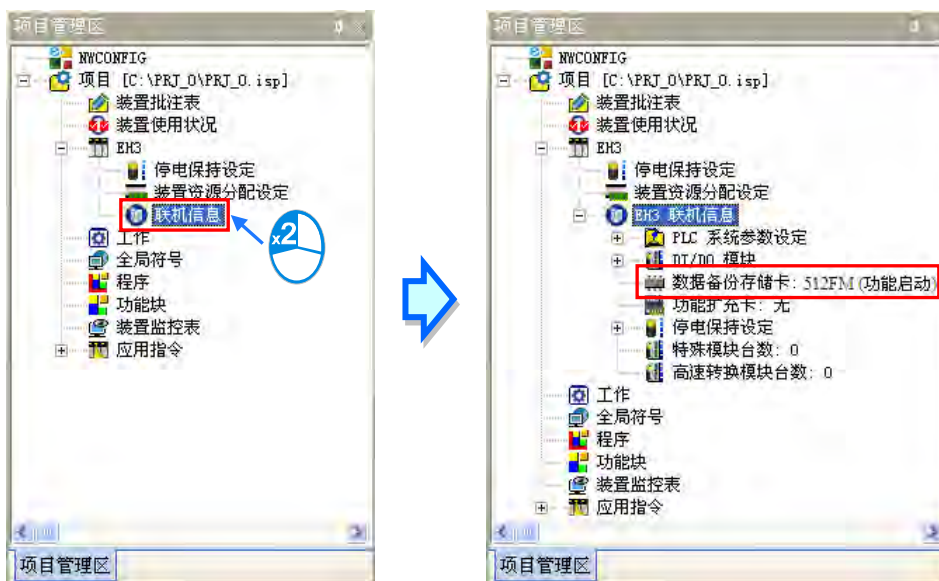 项目管理区
NWCONFIG
项目 [C:\PRJ_0\PRJ_0.isp]
装置批注表
装置使用状况
EH3
停电保持设定
装置资源分配设定
联机信息
x2
工作
全局符号
程序
功能块
装置监控表
应用指令
项目管理区
项目管理区
NWCONFIG
项目 [C:\PRJ_0\PRJ_0.isp]
装置批注表
装置使用状况
EH3
停电保持设定
装置资源分配设定
EH3 联机信息
PLC 系统参数设定
DI/DO 模块
数据备份存储卡: 512FM (功能启动)
功能扩充卡: 无
停电保持设定
特殊模块台数: 0
高速转换模块台数: 0
工作
全局符号
程序
功能块
装置监控表
应用指令
项目管理区